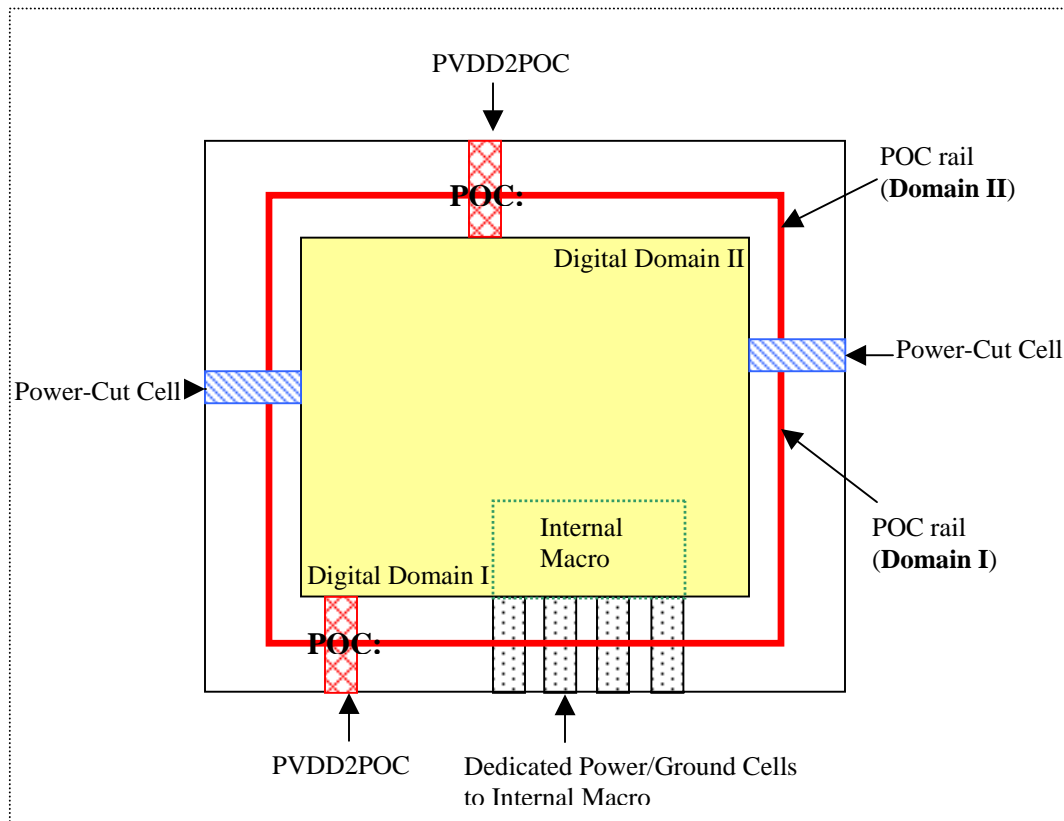 PVDD2POC
POC rail
(Domain II)
POC:
Digital Domain II
Power-Cut Cell
Power-Cut Cell
Internal
Macro
POC rail
(Domain I)
Digital Domain I
POC:
PVDD2POC
Dedicated Power/Ground Cells
to Internal Macro